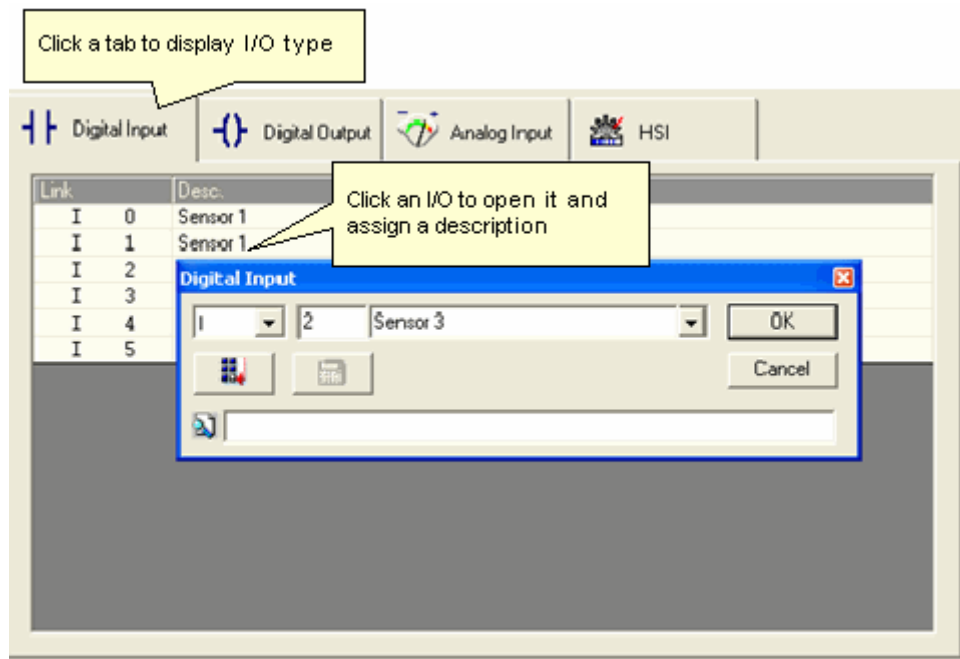 Click a tab to display I/O type
Digital Input
Digital Output
Analog Input
HSI
Link
Desc.
I 0 Sensor 1
I 1 Sensor 1
I 2
I 3
I 4
I 5
Click an I/O to open it and
assign a description
Digital Input
I 2 Sensor 3 OK
Cancel